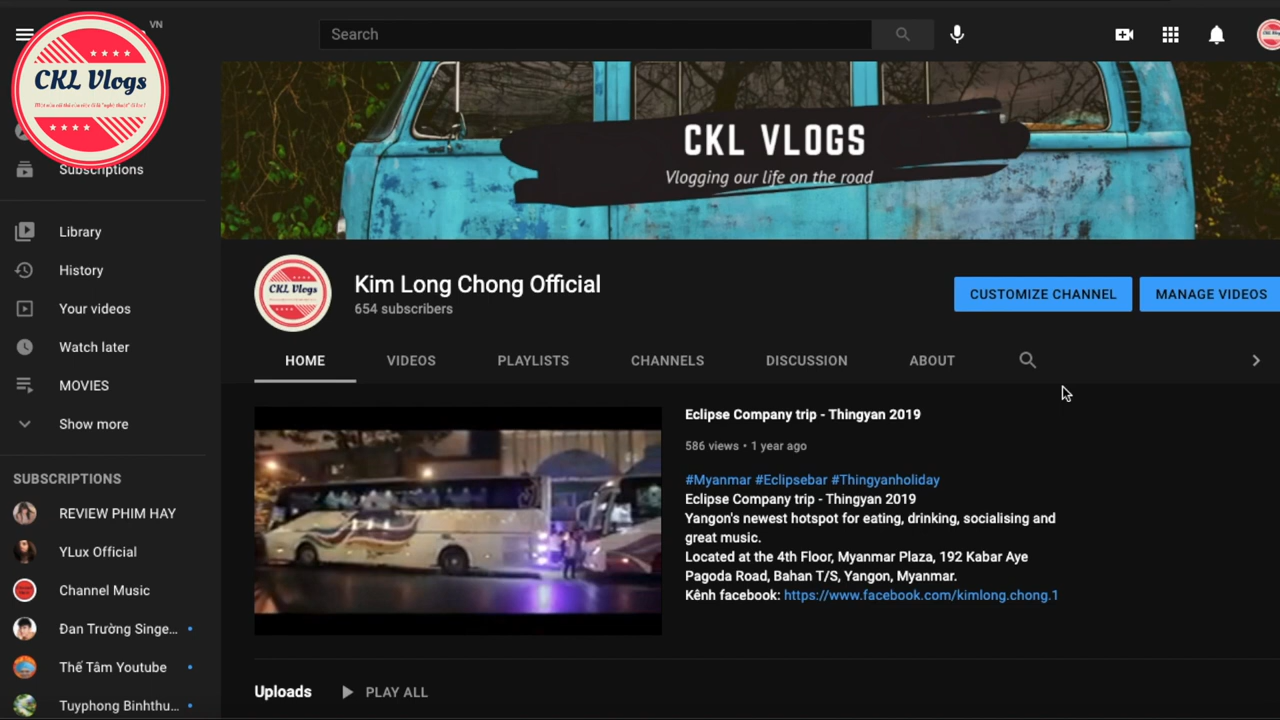 VN
Search
CKL Vlogs
Subscriptions
CKL VLOGS
Vlogging our life on the road
Library
History
Your videos
Watch later
MOVIES
Show more
SUBSCRIPTIONS
REVIEW PHIM HAY
YLux Official
Channel Music
Đan Trường Singe...
Thế Tâm Youtube
Tuyphong Binhthu...
CKL Vlogs
Kim Long Chong Official
654 subscribers
CUSTOMIZE CHANNEL
MANAGE VIDEOS
HOME
VIDEOS
PLAYLISTS
CHANNELS
DISCUSSION
ABOUT
Eclipse Company trip - Thingyan 2019
586 views • 1 year ago
#Myanmar #Eclipsebar #Thingyanholiday
Eclipse Company trip - Thingyan 2019
Yangon's newest hotspot for eating, drinking, socialising and
great music.
Located at the 4th Floor, Myanmar Plaza, 192 Kabar Aye
Pagoda Road, Bahan T/S, Yangon, Myanmar.
Kênh facebook: https://www.facebook.com/kimlong.chong.1
Uploads
PLAY ALL